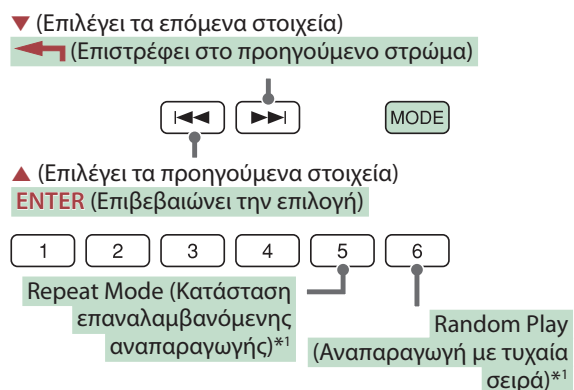 ▼ (Επιλέγει τα επόμενα στοιχεία)
(Επιστρέφει στο προηγούμενο στρώμα)
MODE
▲ (Επιλέγει τα προηγούμενα στοιχεία)
ENTER (Επιβεβαιώνει την επιλογή)
1 2 3 4 5 6
Repeat Mode (Κατάσταση
επαναλαμβανόμενης
αναπαραγωγής)*1
Random Play
(Αναπαραγωγή με τυχαία
σειρά)*1